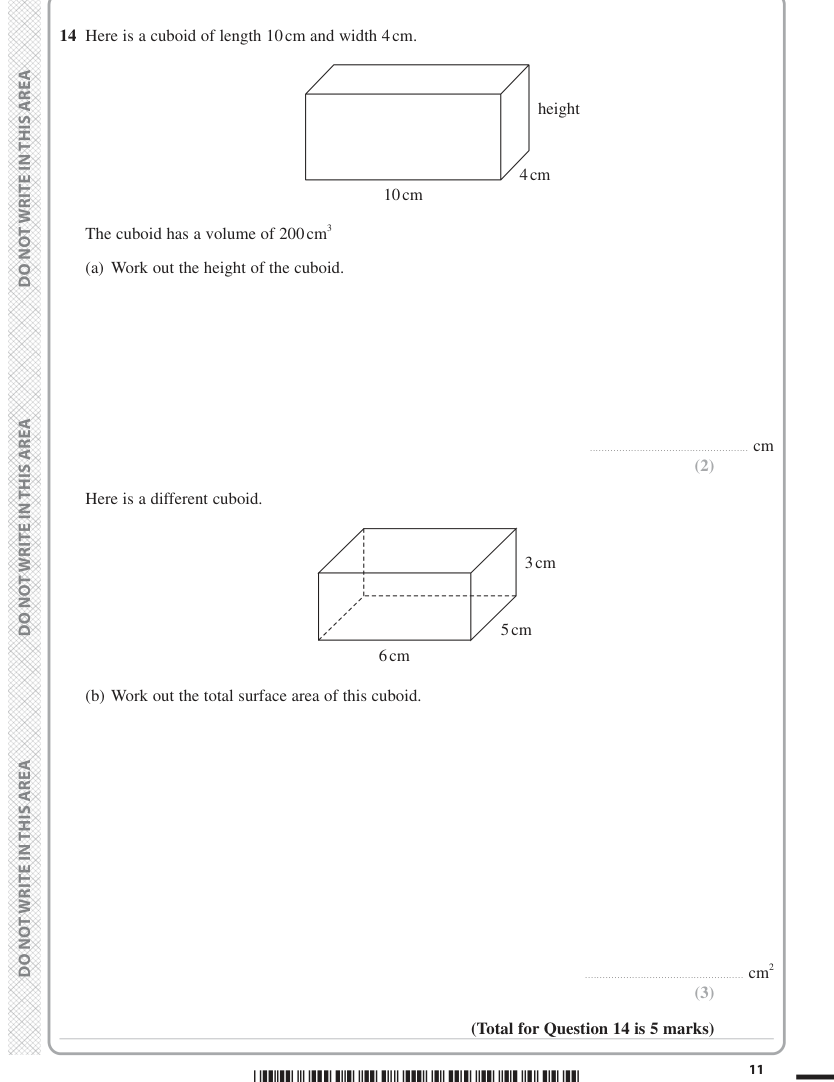 14 Here is a cuboid of length 10 cm and width 4 cm.
height
4 cm
10 cm
The cuboid has a volume of 200 cm³
(a) Work out the height of the cuboid.
cm
(2)
Here is a different cuboid.
3 cm
5 cm
6 cm
(b) Work out the total surface area of this cuboid.
cm²
(3)
(Total for Question 14 is 5 marks)
11
DO NOT WRITE IN THIS AREA
DO NOT WRITE IN THIS AREA
DO NOT WRITE IN THIS AREA